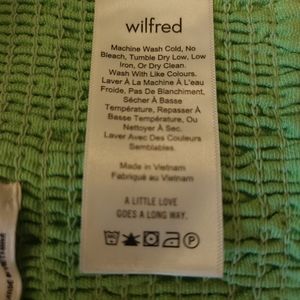 wilfred
Machine Wash Cold, No
Bleach, Tumble Dry Low, Low
Iron, Or Dry Clean.
Wash With Like Colours.
Laver À La Machine À L'eau
Froide, Pas De Blanchiment,
Sécher À Basse
Température, Repasser À
Basse Température, Ou
Nettoyer À Sec.
Laver Avec Des Couleurs
Semblables.
Made in Vietnam
Fabriqué au Vietnam
A LITTLE LOVE
GOES A LONG WAY.